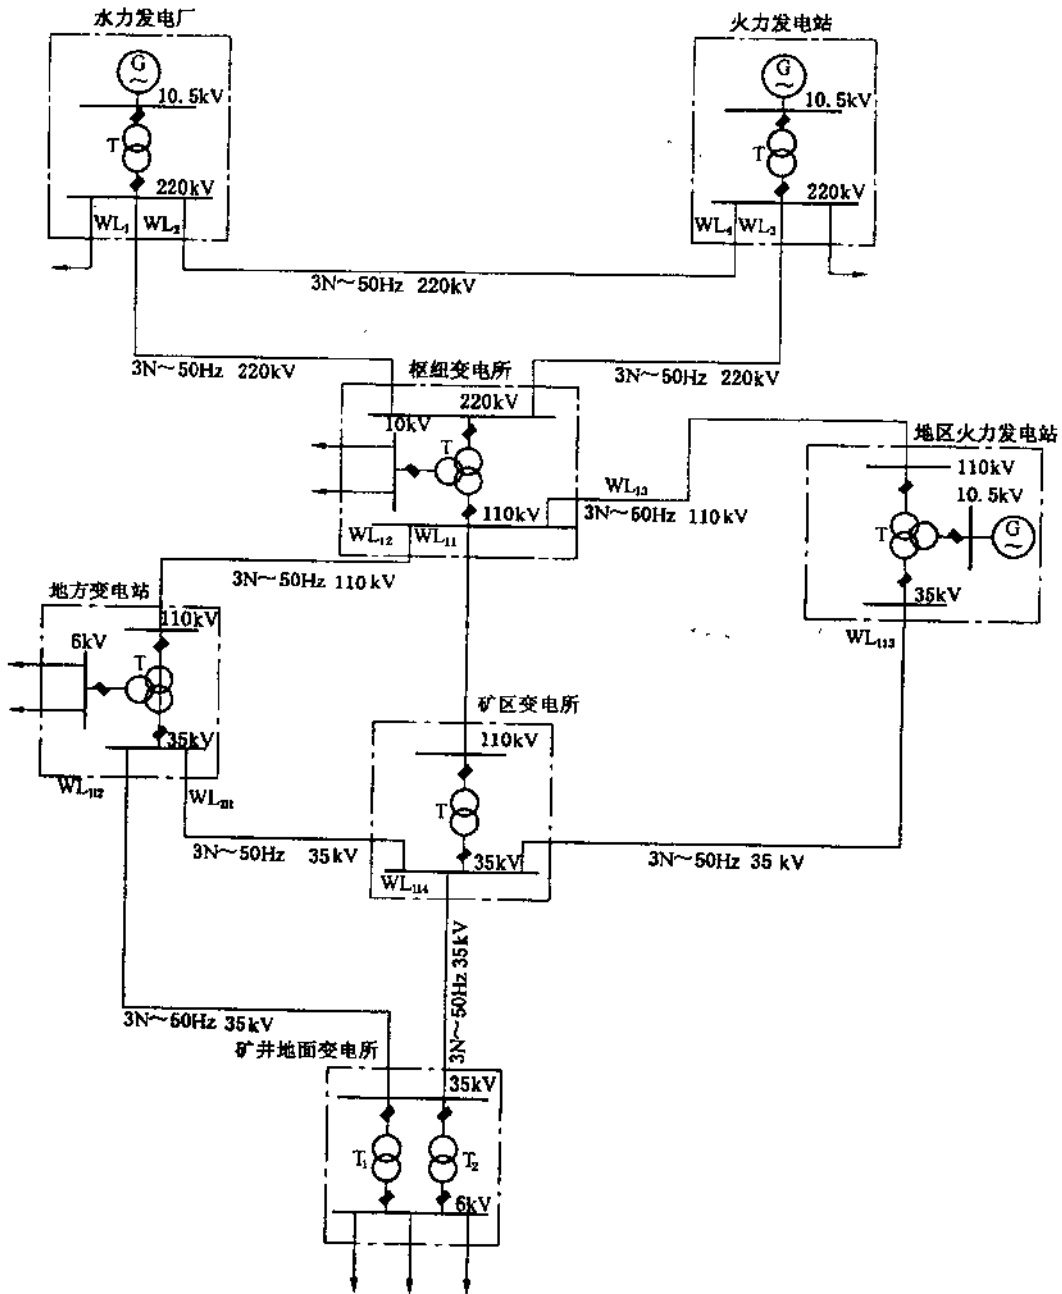 水力发电厂
火力发电站
G
~
10.5kV
T
220kV
WL₁
WL₂
G
~
10.5kV
T
220kV
WL₄
WL₃
3N～50Hz 220kV
3N～50Hz 220kV
3N～50Hz 220kV
枢纽变电所
220kV
10kV
T
110kV
WL₁₂
WL₁₁
WL₁₃
3N～50Hz 110kV
地区火力发电站
110kV
10.5kV
T
G
~
35kV
WL₁₁₃
3N～50Hz 110kV
地方变电站
110kV
6kV
T
35kV
WL₁₁₂
WL₁₁₁
矿区变电所
110kV
T
35kV
WL₁₁₄
3N～50Hz 35kV
3N～50Hz 35 kV
3N～50Hz 35kV
3N～50Hz 35kV
矿井地面变电所
35kV
T₁
T₂
6kV